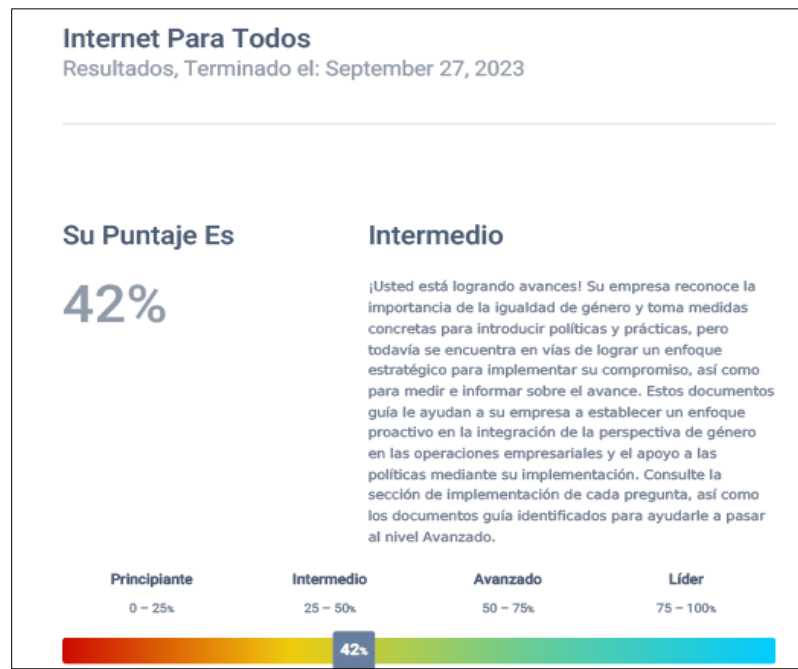 Internet Para Todos
Resultados, Terminado el: September 27, 2023
Su Puntaje Es
42%
Intermedio
¡Usted está logrando avances! Su empresa reconoce la
importancia de la igualdad de género y toma medidas
concretas para introducir políticas y prácticas, pero
todavía se encuentra en vías de lograr un enfoque
estratégico para implementar su compromiso, así como
para medir e informar sobre el avance. Estos documentos
guía le ayudan a su empresa a establecer un enfoque
proactivo en la integración de la perspectiva de género
en las operaciones empresariales y el apoyo a las
políticas mediante su implementación. Consulte la
sección de implementación de cada pregunta, así como
los documentos guía identificados para ayudarle a pasar
al nivel Avanzado.
Principiante Intermedio Avanzado Líder
0 – 25% 25 – 50% 50 – 75% 75 – 100%
42%